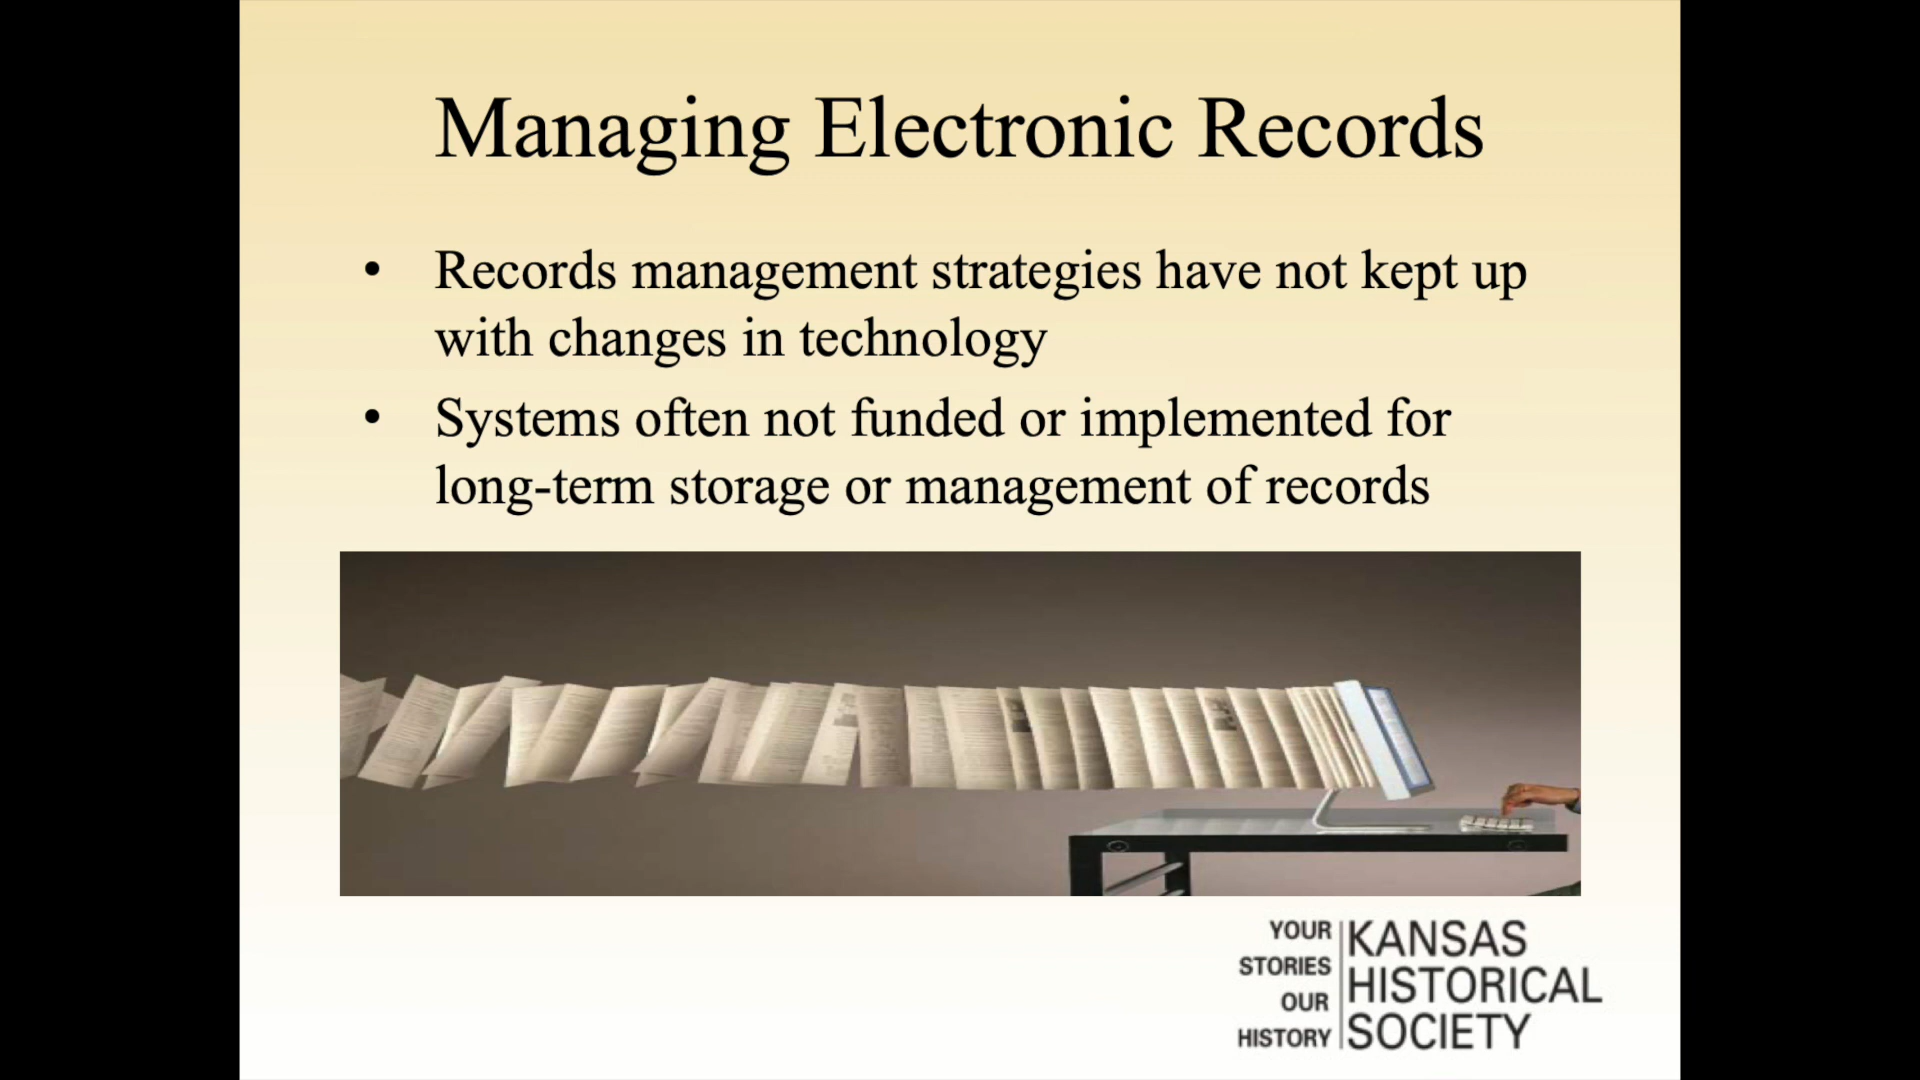 Managing Electronic Records
• Records management strategies have not kept up
with changes in technology
• Systems often not funded or implemented for
long-term storage or management of records
YOUR
STORIES
OUR
HISTORY
KANSAS
HISTORICAL
SOCIETY